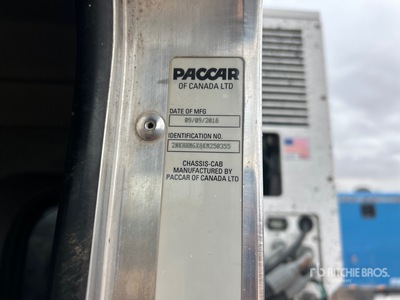 PACCAR
OF CANADA LTD
DATE OF MFG
09/05/2018
IDENTIFICATION NO.
CHASSIS-CAB
MANUFACTURED BY
PACCAR OF CANADA LTD
RITCHIE BROS.